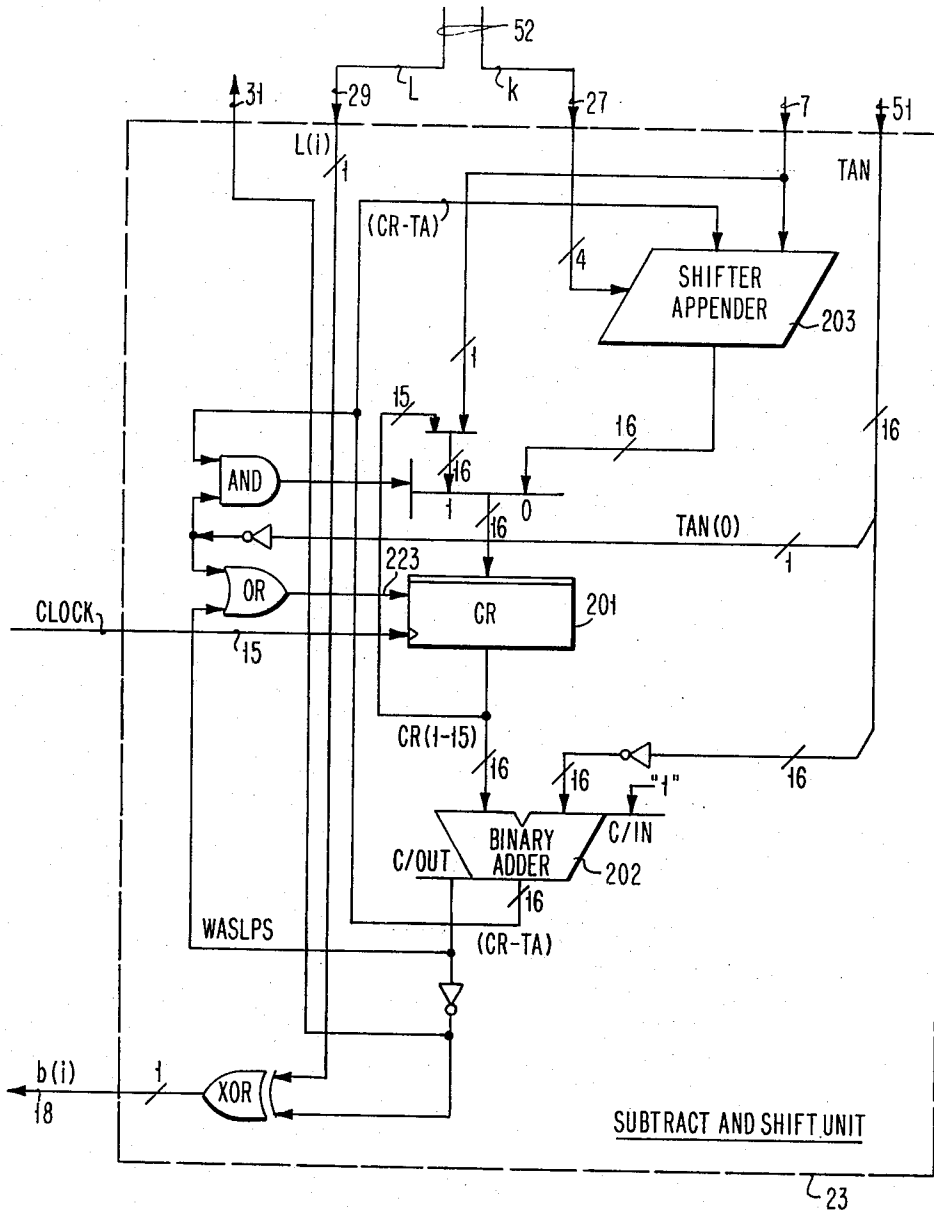 52
31
29
L
k
27
7
51
L(i)
1
TAN
(CR-TA)
4
SHIFTER
APPENDER
203
1
15
16
16
16
AND
1
0
16
TAN(0)
1
OR
223
CR
201
CLOCK
15
CR(1-15)
16
16
16
"1"
C/OUT
BINARY
ADDER
C/IN
202
16
WASLPS
(CR-TA)
b(i)
18
1
XOR
SUBTRACT AND SHIFT UNIT
23